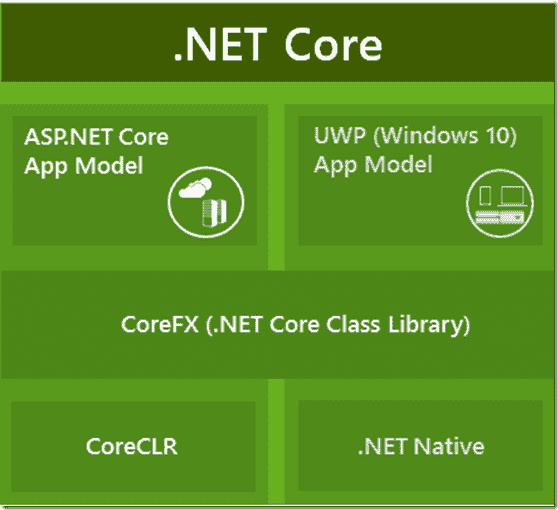 .NET Core
ASP.NET Core
App Model
UWP (Windows 10)
App Model
CoreFX (.NET Core Class Library)
CoreCLR
.NET Native